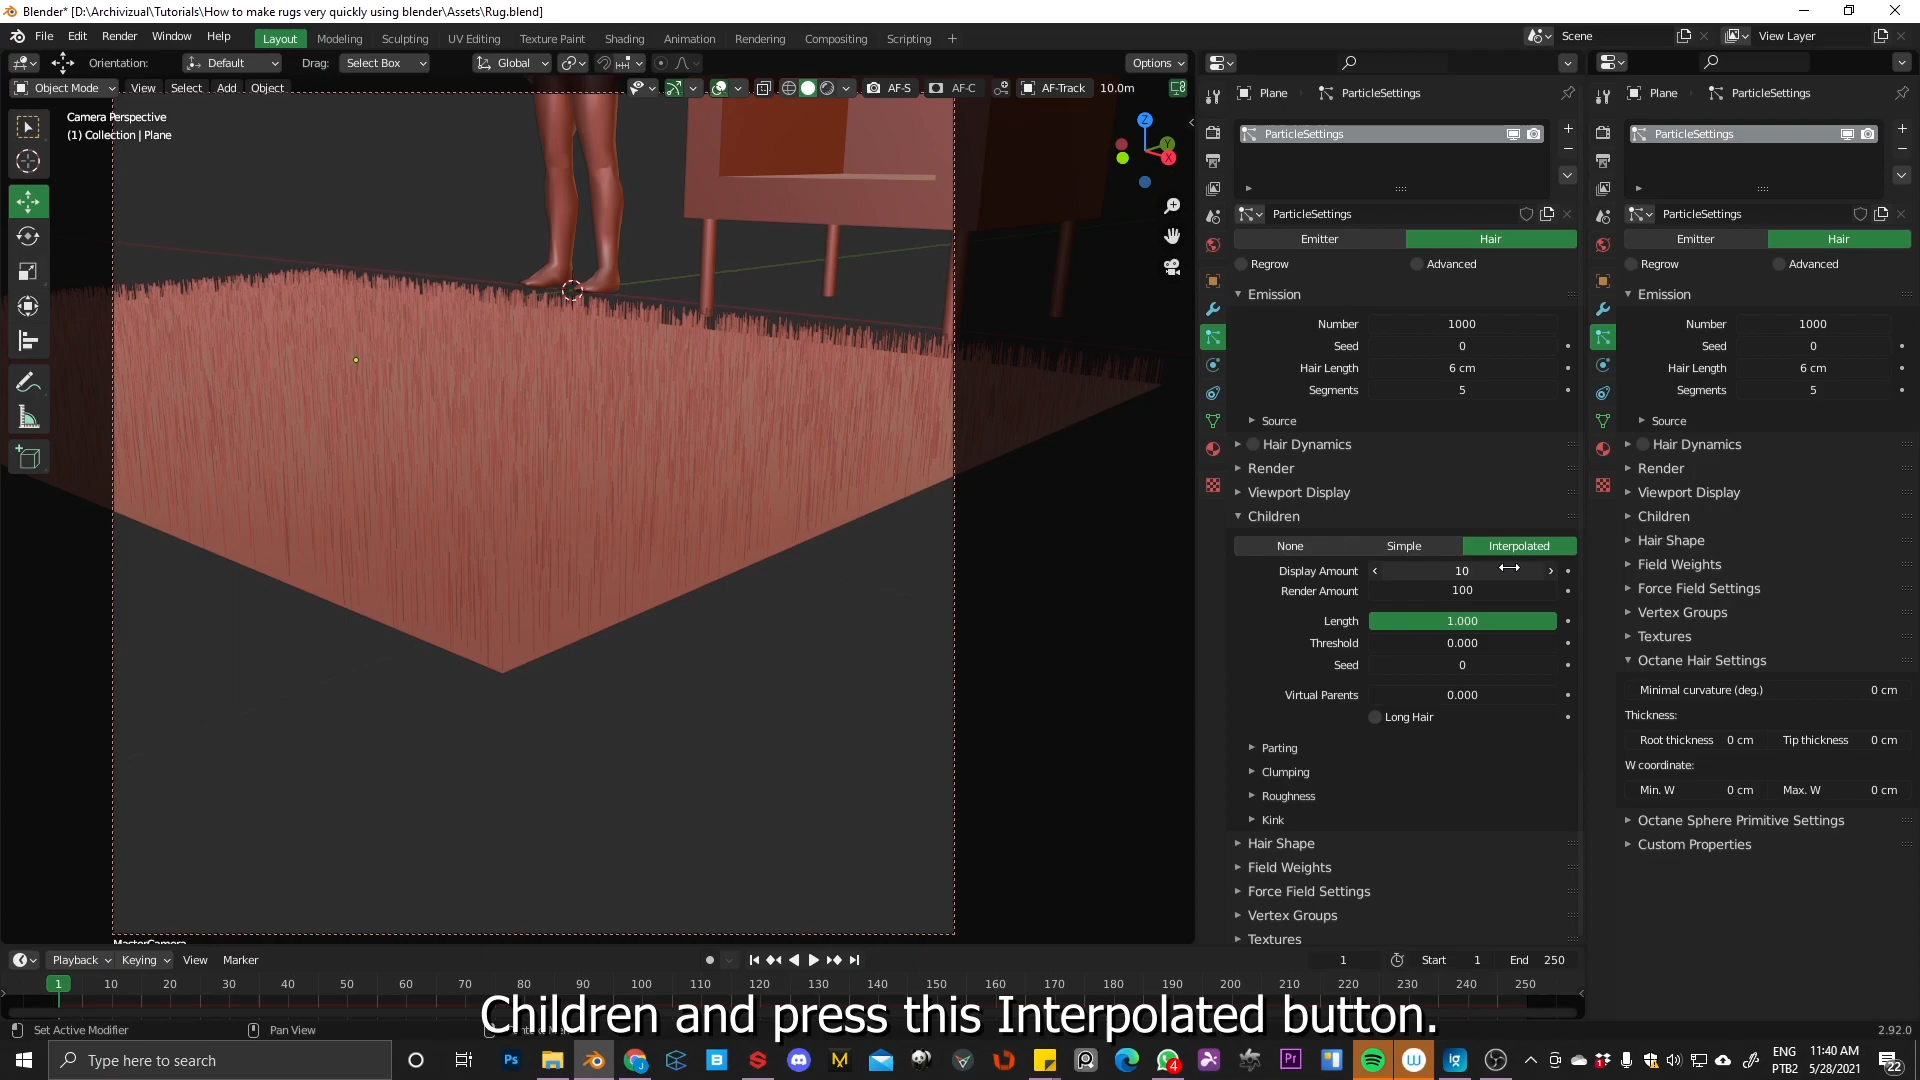 Blender* [D:\Archivizual\Tutorials\How to make rugs very quickly using blender\Assets\Rug.blend]
File Edit Render Window Help Layout Modeling Sculpting UV Editing Texture Paint Shading Animation Rendering Compositing Scripting + Scene View Layer
Orientation: Default Drag: Select Box Global Options
Object Mode View Select Add Object AF-S AF-C AF-Track 10.0m
Camera Perspective
(1) Collection | Plane
Z
Y
X
MasterCamera
Plane ParticleSettings
ParticleSettings
ParticleSettings
Emitter Hair
Regrow Advanced
Emission
Number 1000
Seed 0
Hair Length 6 cm
Segments 5
Source
Hair Dynamics
Render
Viewport Display
Children
None Simple Interpolated
Display Amount 10
Render Amount 100
Length 1.000
Threshold 0.000
Seed 0
Virtual Parents 0.000
Long Hair
Parting
Clumping
Roughness
Kink
Hair Shape
Field Weights
Force Field Settings
Vertex Groups
Textures
Plane ParticleSettings
ParticleSettings
ParticleSettings
Emitter Hair
Regrow Advanced
Emission
Number 1000
Seed 0
Hair Length 6 cm
Segments 5
Source
Hair Dynamics
Render
Viewport Display
Children
Hair Shape
Field Weights
Force Field Settings
Vertex Groups
Textures
Octane Hair Settings
Minimal curvature (deg.) 0 cm
Thickness:
Root thickness 0 cm Tip thickness 0 cm
W coordinate:
Min. W 0 cm Max. W 0 cm
Octane Sphere Primitive Settings
Custom Properties
Playback Keying View Marker 1 Start 1 End 250
1 10 20 30 40 50 60 70 80 90 100 110 120 130 140 150 160 170 180 190 200 210 220 230 240 250
Children and press this Interpolated button.
Set Active Modifier Pan View 2.92.0
Type here to search
ENG 11:40 AM
PTB2 5/28/2021
22